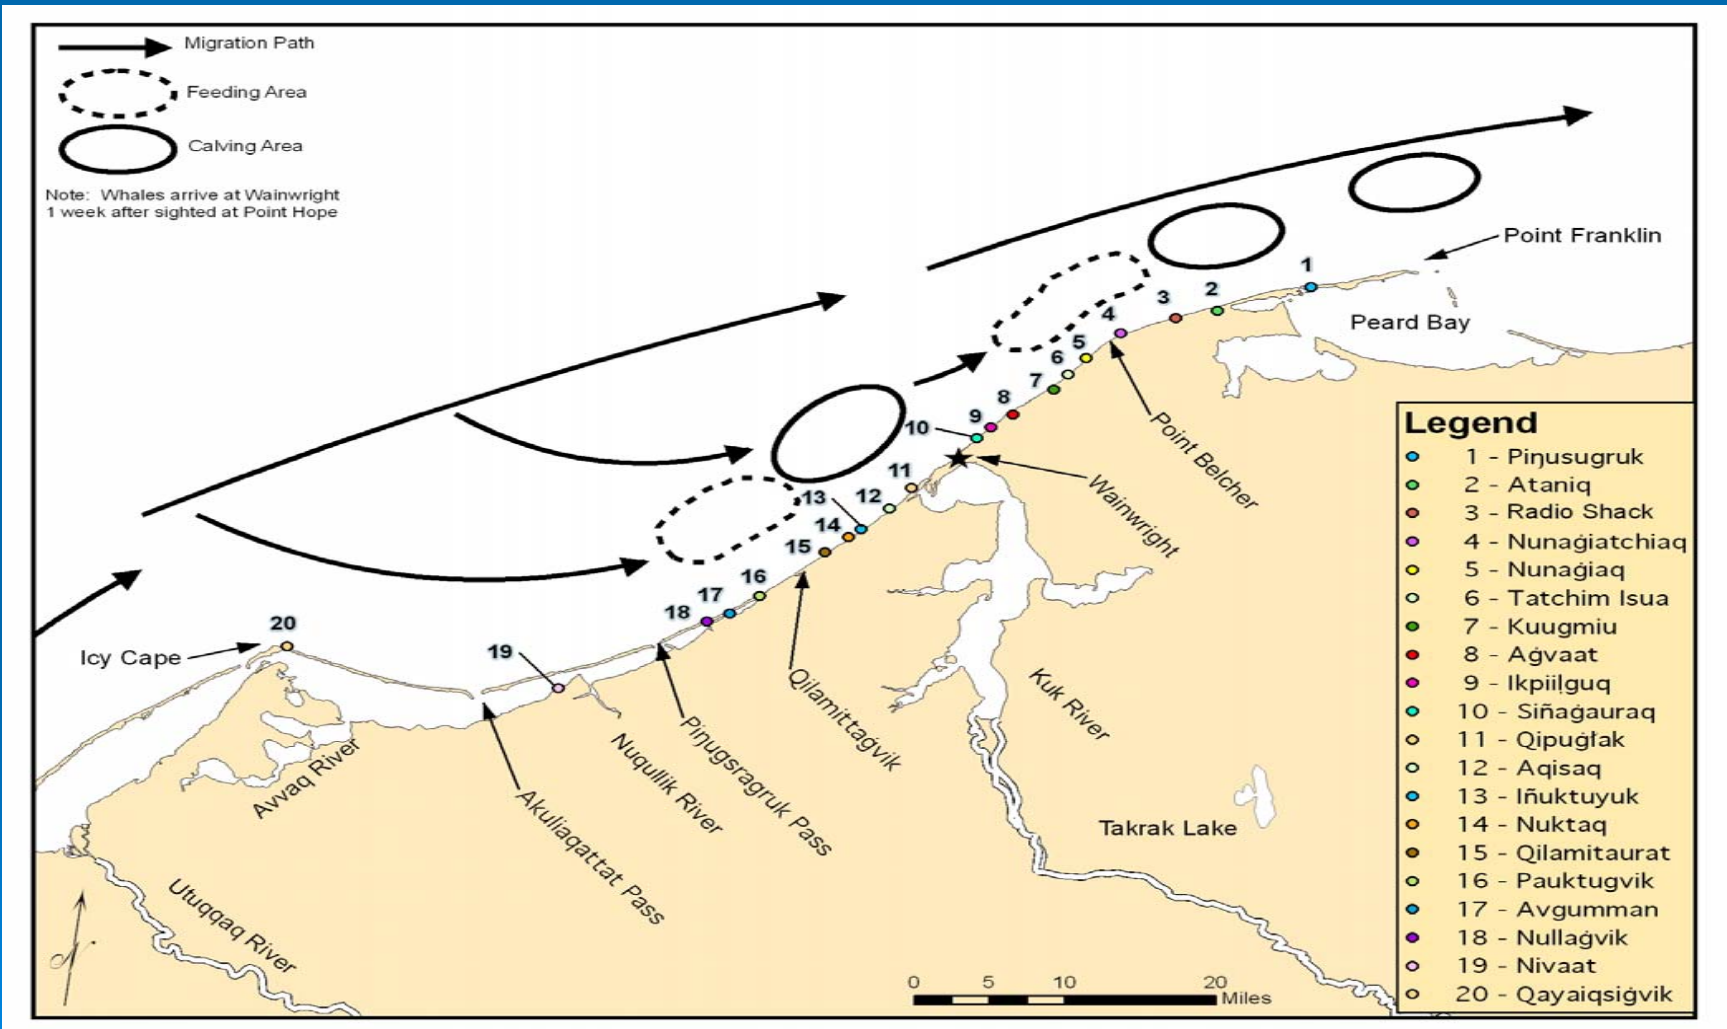 Migration Path
Feeding Area
Calving Area
Note: Whales arrive at Wainwright
1 week after sighted at Point Hope
Point Franklin
1
2
3
4
Peard Bay
5
6
7
8
9
10
Point Belcher
11
Wainwright
12
13
14
15
16
17
18
19
20
Icy Cape
Qilamittaġvik
Kuk River
Piŋugsragruk Pass
Nuqullik River
Akuliaqattat Pass
Avvaq River
Utuqqaq River
Takrak Lake
N
0 5 10 20
Miles
Legend
1 - Piŋusugruk
2 - Ataniq
3 - Radio Shack
4 - Nunaġiatchiaq
5 - Nunaġiaq
6 - Tatchim Isua
7 - Kuugmiu
8 - Aġvaat
9 - Ikpiiḷguq
10 - Siñaġauraq
11 - Qipuġłak
12 - Aqisaq
13 - Iñuktuyuk
14 - Nuktaq
15 - Qilamitaurat
16 - Pauktugvik
17 - Avgumman
18 - Nullaġvik
19 - Nivaat
20 - Qayaiqsiġvik